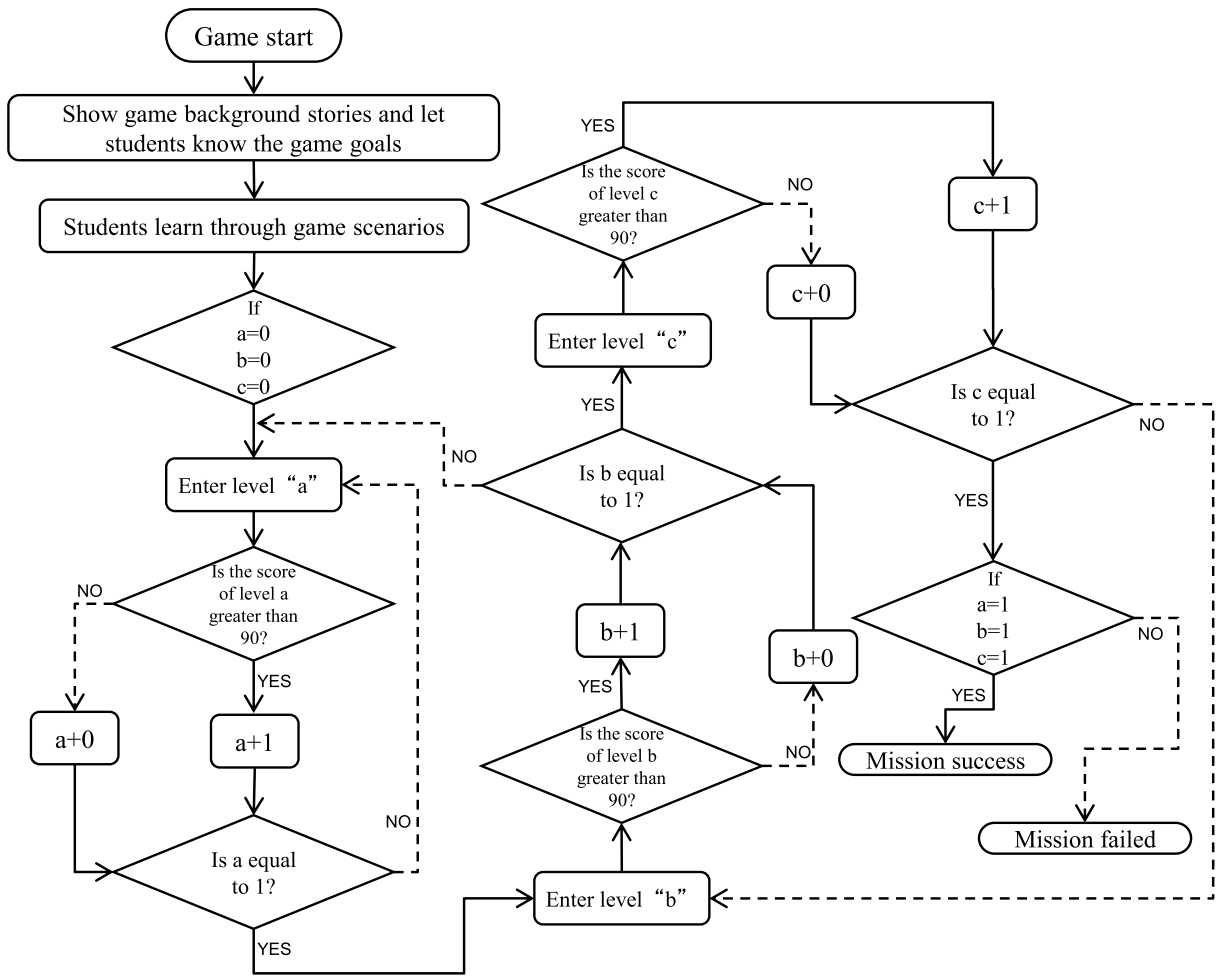 Game start
Show game background stories and let
students know the game goals
Students learn through game scenarios
If
a=0
b=0
c=0
Enter level “a”
Is the score
of level a
greater than
90?
NO
YES
a+0
a+1
Is a equal
to 1?
NO
YES
Enter level “b”
Is the score
of level b
greater than
90?
YES
NO
b+1
b+0
Is b equal
to 1?
NO
YES
Enter level “c”
Is the score
of level c
greater than
90?
YES
NO
c+1
c+0
Is c equal
to 1?
NO
YES
If
a=1
b=1
c=1
NO
YES
Mission success
Mission failed